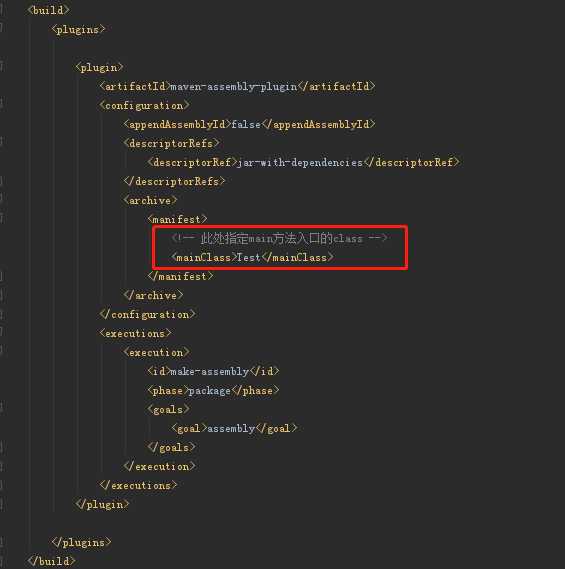 <build>
<plugins>
<plugin>
<artifactId>maven-assembly-plugin</artifactId>
<configuration>
<appendAssemblyId>false</appendAssemblyId>
<descriptorRefs>
<descriptorRef>jar-with-dependencies</descriptorRef>
</descriptorRefs>
<archive>
<manifest>
<!-- 此处指定main方法入口的class -->
<mainClass>Test</mainClass>
</manifest>
</archive>
</configuration>
<executions>
<execution>
<id>make-assembly</id>
<phase>package</phase>
<goals>
<goal>assembly</goal>
</goals>
</execution>
</executions>
</plugin>
</plugins>
</build>